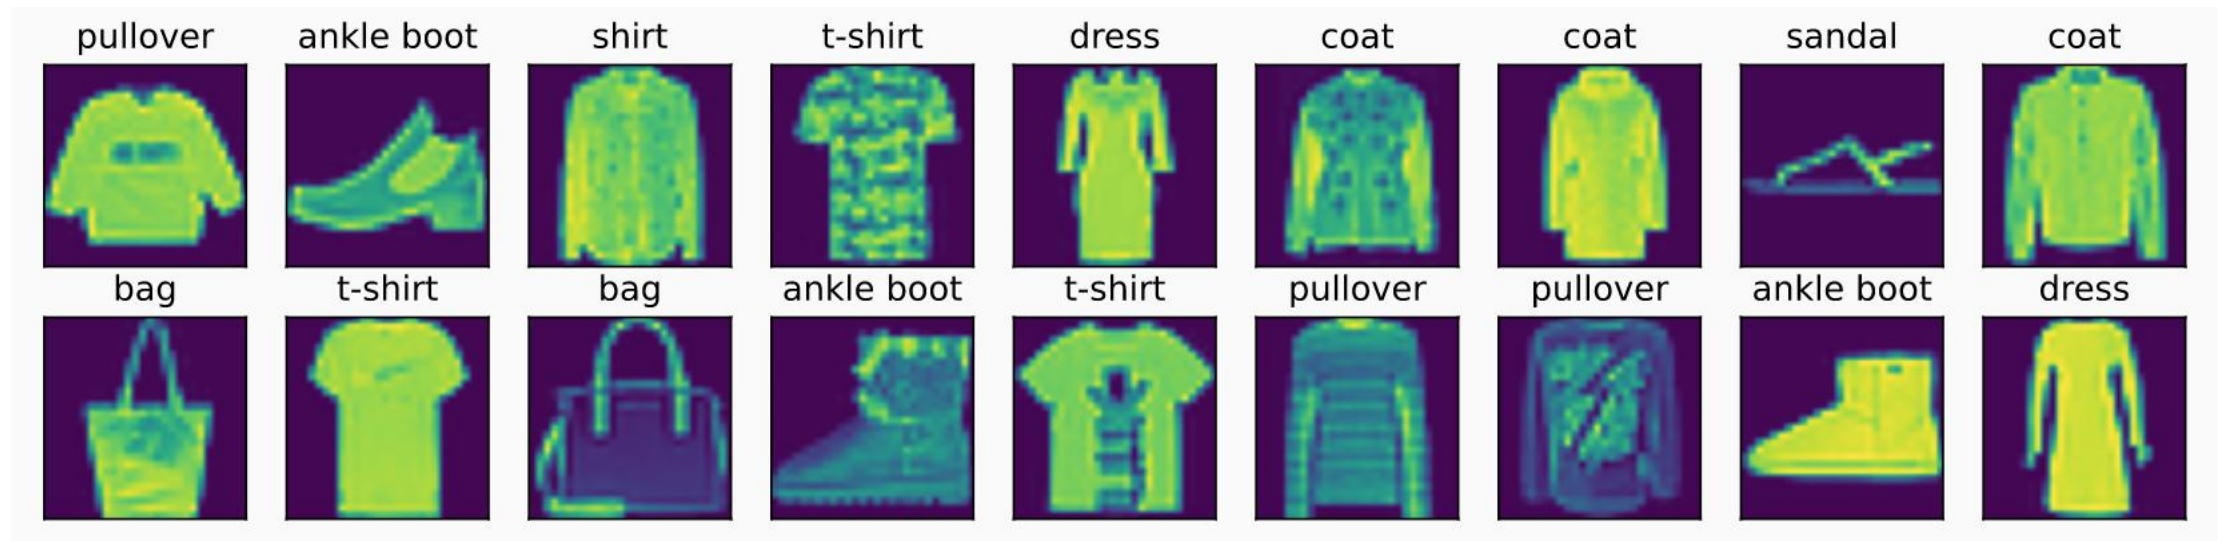 pullover ankle boot shirt t-shirt dress coat coat sandal coat
bag t-shirt bag ankle boot t-shirt pullover pullover ankle boot dress